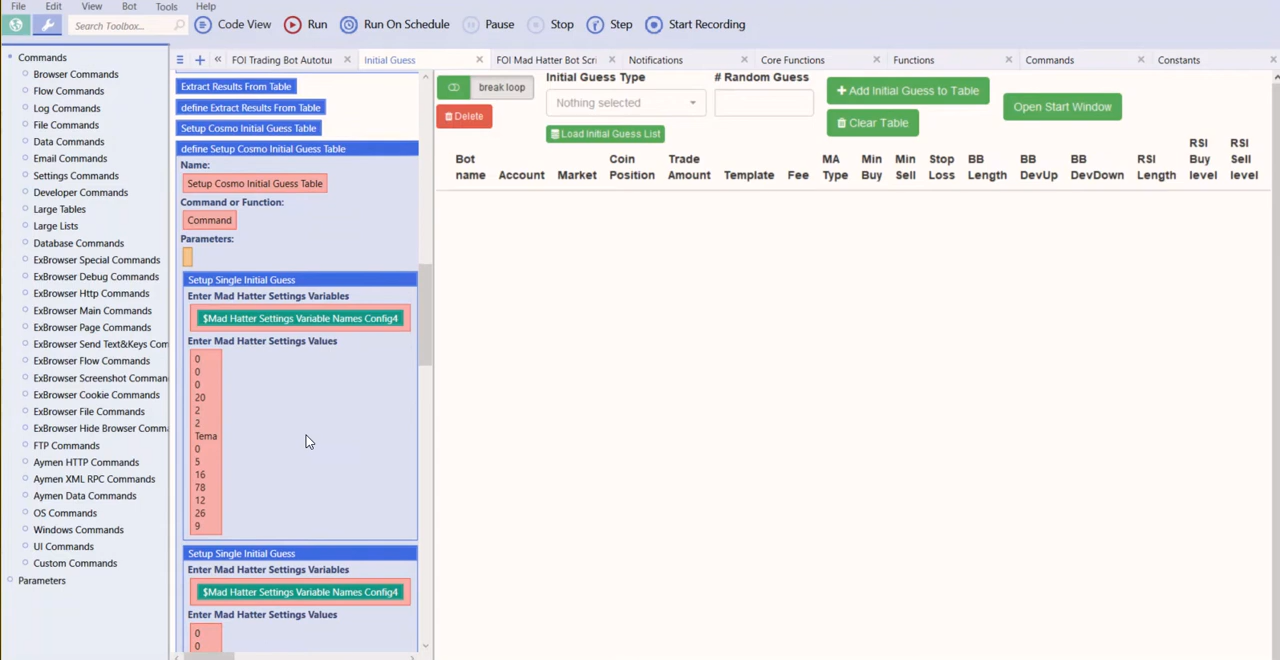 File Edit View Bot Tools Help
Search Toolbox... Code View Run Run On Schedule Pause Stop Step Start Recording
Commands
Browser Commands
Flow Commands
Log Commands
File Commands
Data Commands
Email Commands
Settings Commands
Developer Commands
Large Tables
Large Lists
Database Commands
ExBrowser Special Commands
ExBrowser Debug Commands
ExBrowser Http Commands
ExBrowser Main Commands
ExBrowser Page Commands
ExBrowser Send Text&Keys Com
ExBrowser Flow Commands
ExBrowser Screenshot Comman
ExBrowser Cookie Commands
ExBrowser File Commands
ExBrowser Hide Browser Comma
FTP Commands
Aymen HTTP Commands
Aymen XML RPC Commands
Aymen Data Commands
OS Commands
Windows Commands
UI Commands
Custom Commands
Parameters
FOI Trading Bot Autotu Initial Guess FOI Mad Hatter Bot Scri Notifications Core Functions Functions Commands Constants
Extract Results From Table
define Extract Results From Table
Setup Cosmo Initial Guess Table
define Setup Cosmo Initial Guess Table
Name:
Setup Cosmo Initial Guess Table
Command or Function:
Command
Parameters:
Setup Single Initial Guess
Enter Mad Hatter Settings Variables
$Mad Hatter Settings Variable Names Config4
Enter Mad Hatter Settings Values
0
0
0
20
2
2
Tema
0
5
16
78
12
26
9
Setup Single Initial Guess
Enter Mad Hatter Settings Variables
$Mad Hatter Settings Variable Names Config4
Enter Mad Hatter Settings Values
0
0
break loop
Delete
Initial Guess Type
Nothing selected
Load Initial Guess List
# Random Guess
Add Initial Guess to Table
Clear Table
Open Start Window
Bot name
Account
Market
Coin Position
Trade Amount
Template
Fee
MA TYpe
Min Buy
Min Sell
Stop Loss
BB Length
BB DevUp
BB DevDown
RSI Length
RSI Buy level
RSI Sell level